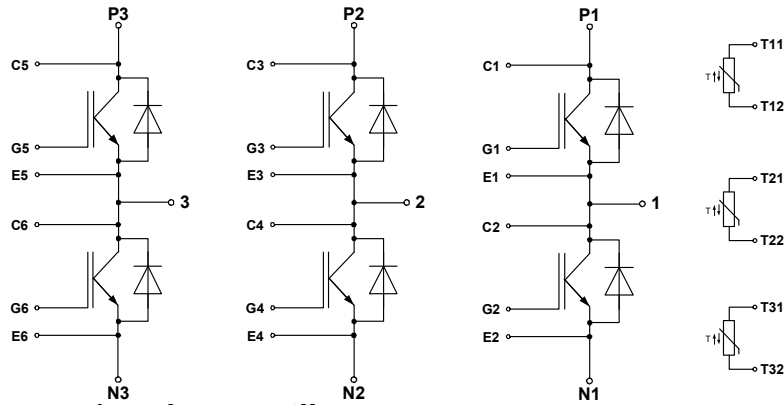 P3 P2 P1
C5 C3 C1 T11
T↑↓ T12
G5 G3 G1
E5 E3 E1 T21
3 2 1 T↑↓
C6 C4 C2 T22
G6 G4 G2 T31
T↑↓
E6 E4 E2 T32
N3 N2 N1